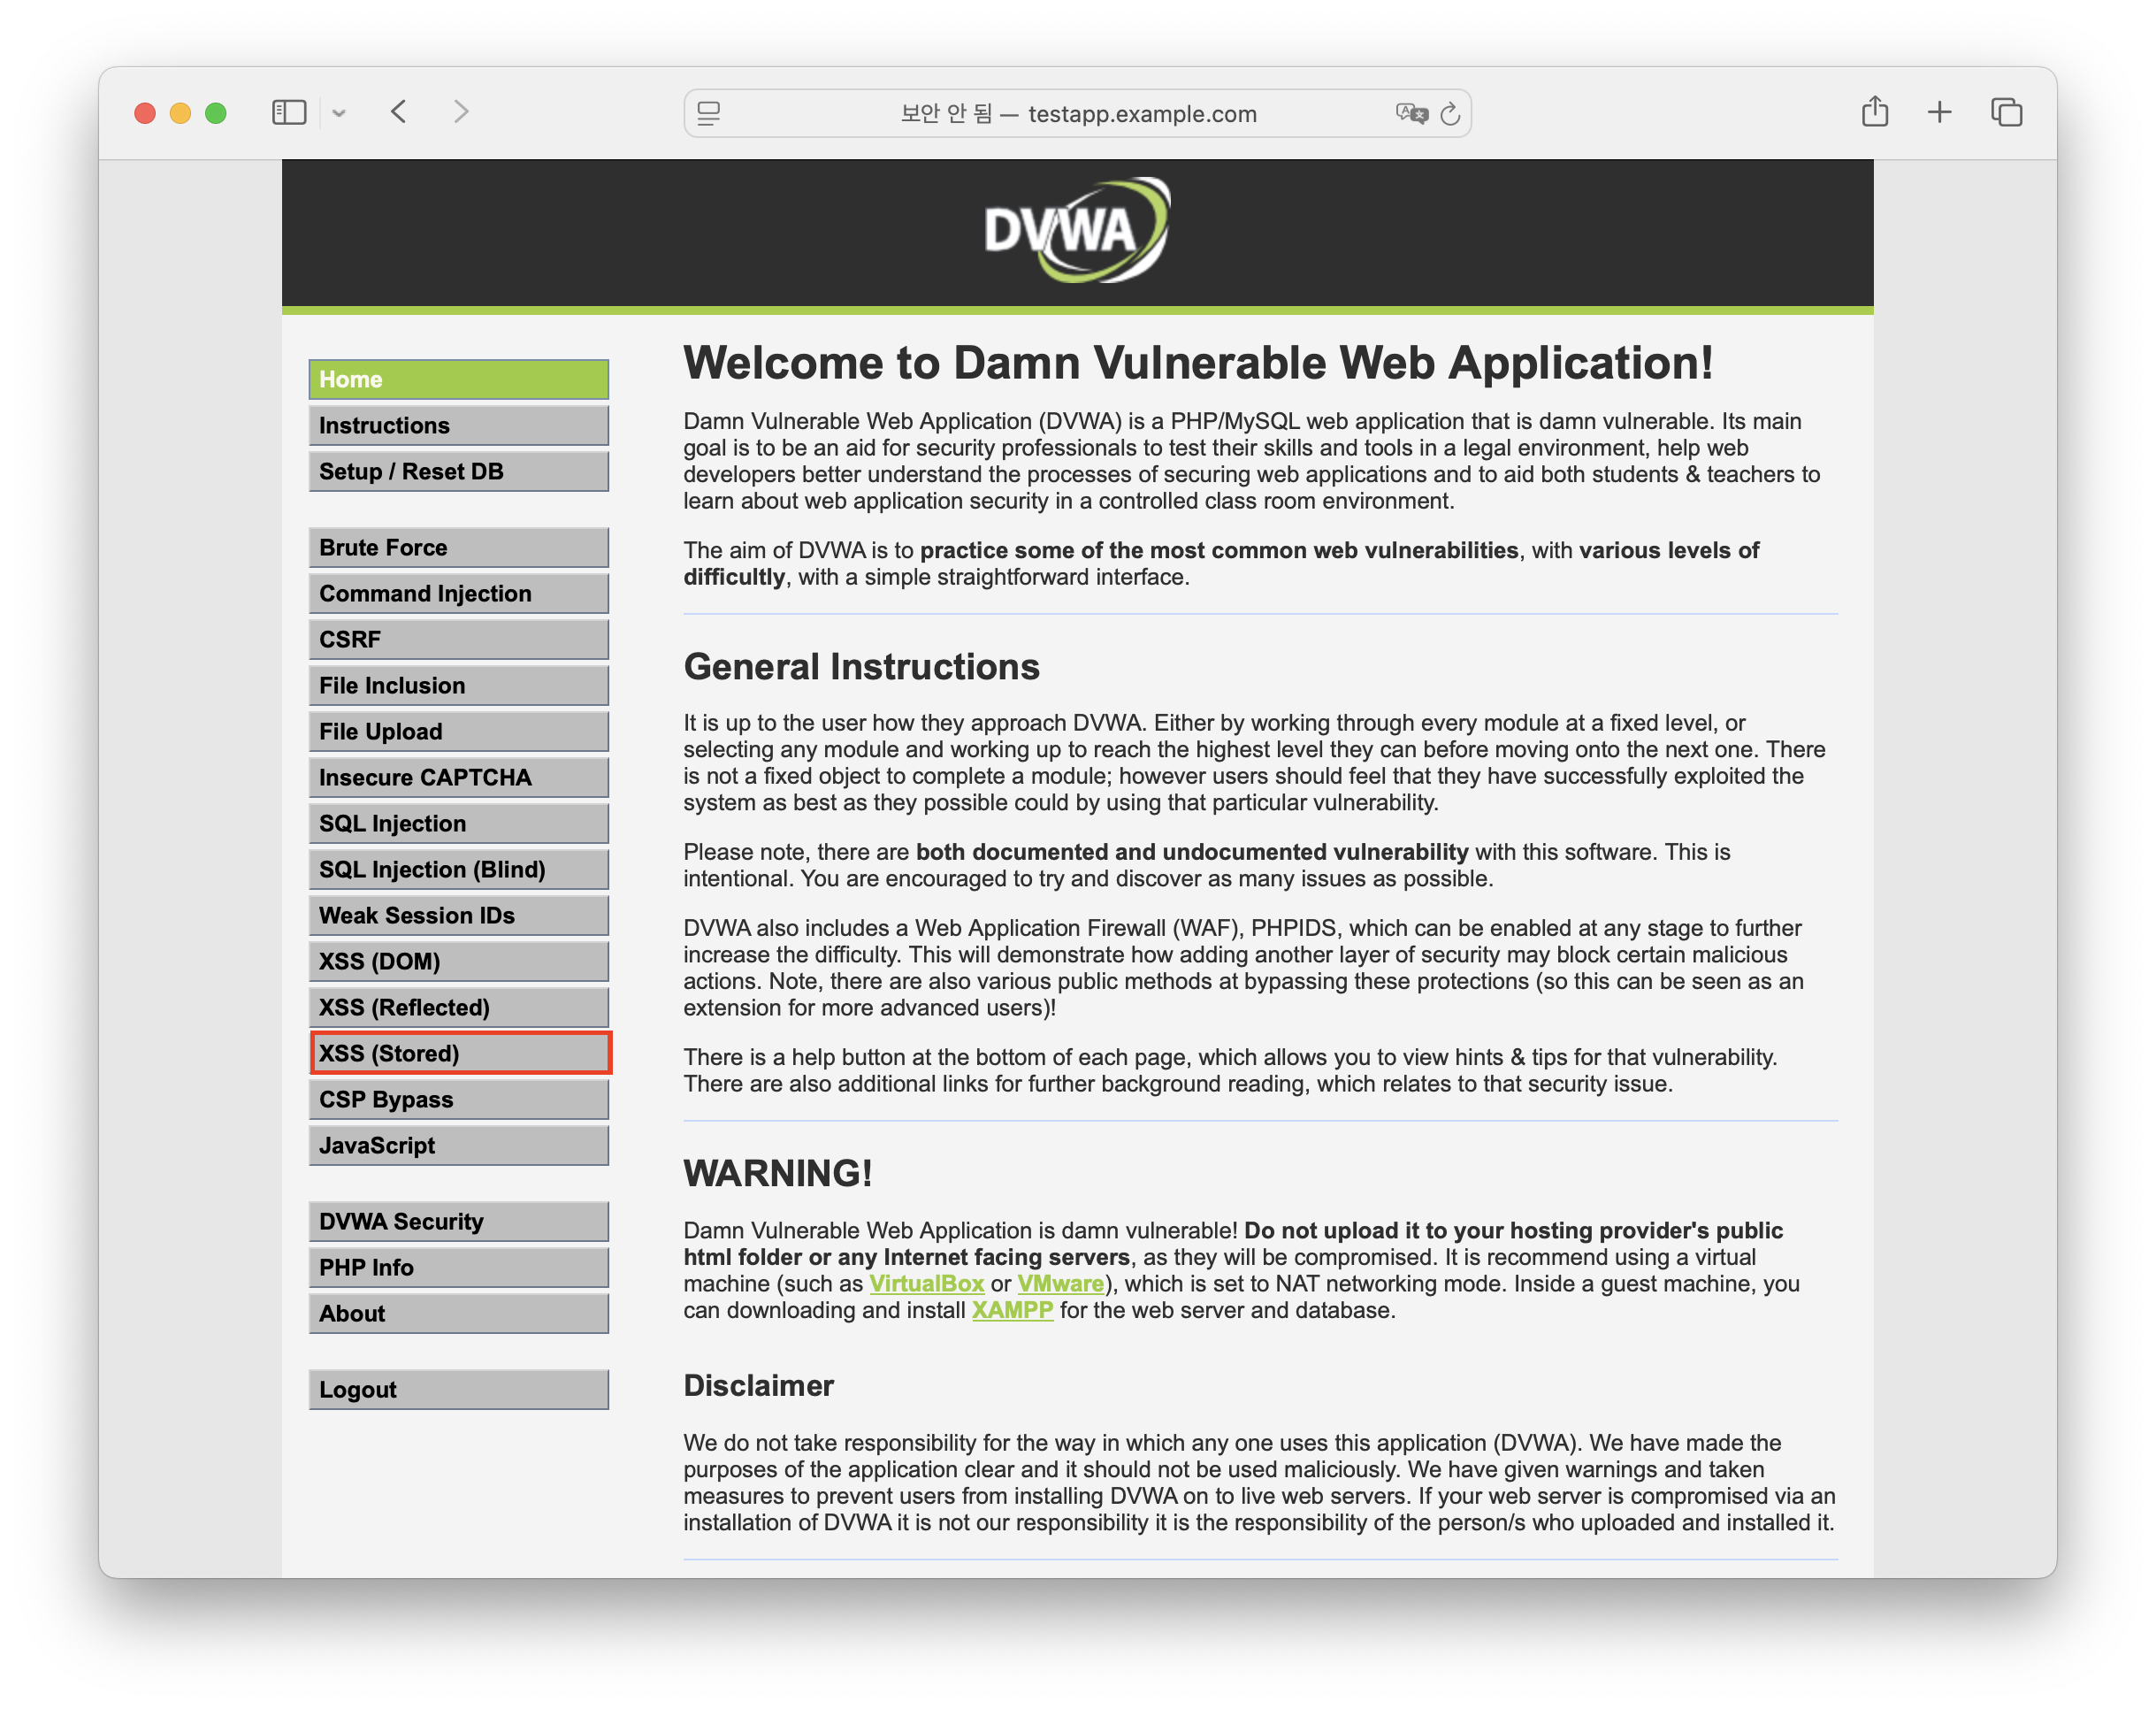 보안 안 됨 — testapp.example.com
DVWA
Home
Instructions
Setup / Reset DB
Brute Force
Command Injection
CSRF
File Inclusion
File Upload
Insecure CAPTCHA
SQL Injection
SQL Injection (Blind)
Weak Session IDs
XSS (DOM)
XSS (Reflected)
XSS (Stored)
CSP Bypass
JavaScript
DVWA Security
PHP Info
About
Logout
Welcome to Damn Vulnerable Web Application!
Damn Vulnerable Web Application (DVWA) is a PHP/MySQL web application that is damn vulnerable. Its main
goal is to be an aid for security professionals to test their skills and tools in a legal environment, help web
developers better understand the processes of securing web applications and to aid both students & teachers to
learn about web application security in a controlled class room environment.
The aim of DVWA is to practice some of the most common web vulnerabilities, with various levels of
difficultly, with a simple straightforward interface.
General Instructions
It is up to the user how they approach DVWA. Either by working through every module at a fixed level, or
selecting any module and working up to reach the highest level they can before moving onto the next one. There
is not a fixed object to complete a module; however users should feel that they have successfully exploited the
system as best as they possible could by using that particular vulnerability.
Please note, there are both documented and undocumented vulnerability with this software. This is
intentional. You are encouraged to try and discover as many issues as possible.
DVWA also includes a Web Application Firewall (WAF), PHPIDS, which can be enabled at any stage to further
increase the difficulty. This will demonstrate how adding another layer of security may block certain malicious
actions. Note, there are also various public methods at bypassing these protections (so this can be seen as an
extension for more advanced users)!
There is a help button at the bottom of each page, which allows you to view hints & tips for that vulnerability.
There are also additional links for further background reading, which relates to that security issue.
WARNING!
Damn Vulnerable Web Application is damn vulnerable! Do not upload it to your hosting provider's public
html folder or any Internet facing servers, as they will be compromised. It is recommend using a virtual
machine (such as VirtualBox or VMware), which is set to NAT networking mode. Inside a guest machine, you
can downloading and install XAMPP for the web server and database.
Disclaimer
We do not take responsibility for the way in which any one uses this application (DVWA). We have made the
purposes of the application clear and it should not be used maliciously. We have given warnings and taken
measures to prevent users from installing DVWA on to live web servers. If your web server is compromised via an
installation of DVWA it is not our responsibility it is the responsibility of the person/s who uploaded and installed it.